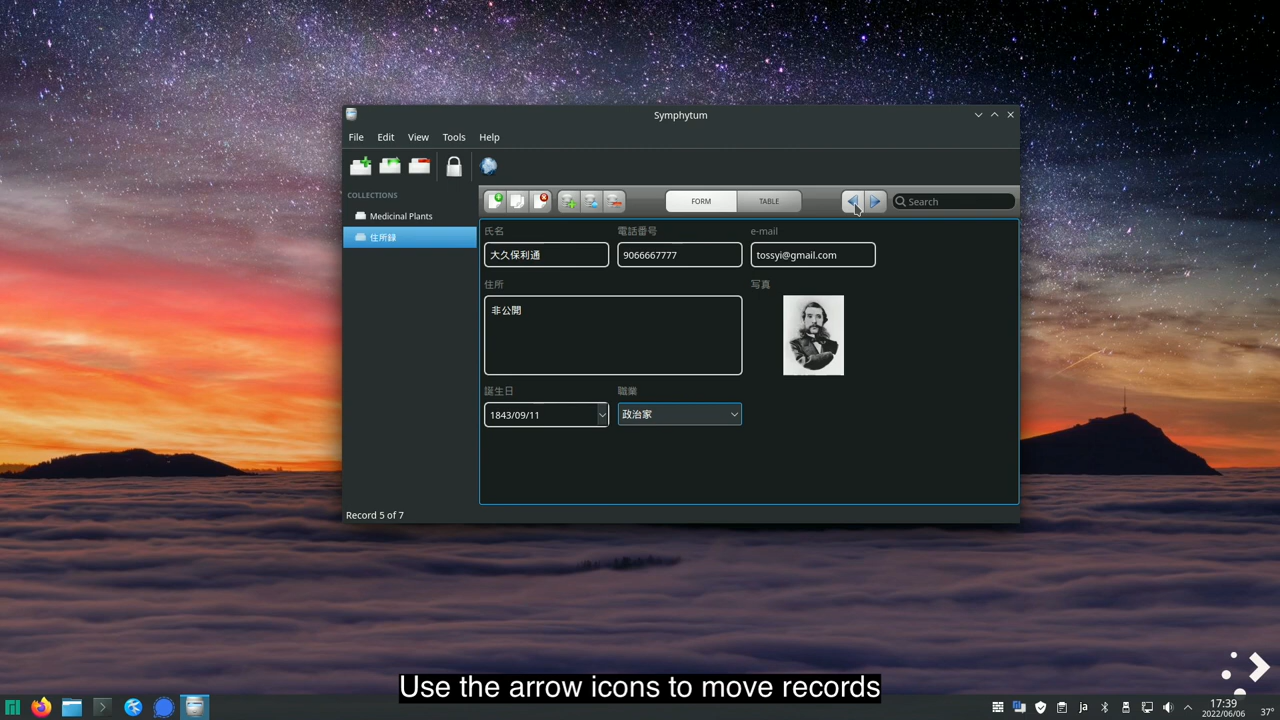 Symphytum
File Edit View Tools Help
COLLECTIONS
Medicinal Plants
住所録
FORM TABLE
Search
氏名 電話番号 e-mail
大久保利通 9066667777 tossyi@gmail.com
住所 写真
非公開
誕生日 職業
1843/09/11 政治家
Record 5 of 7
Use the arrow icons to move records
ja
17:39
2022/06/06
37°